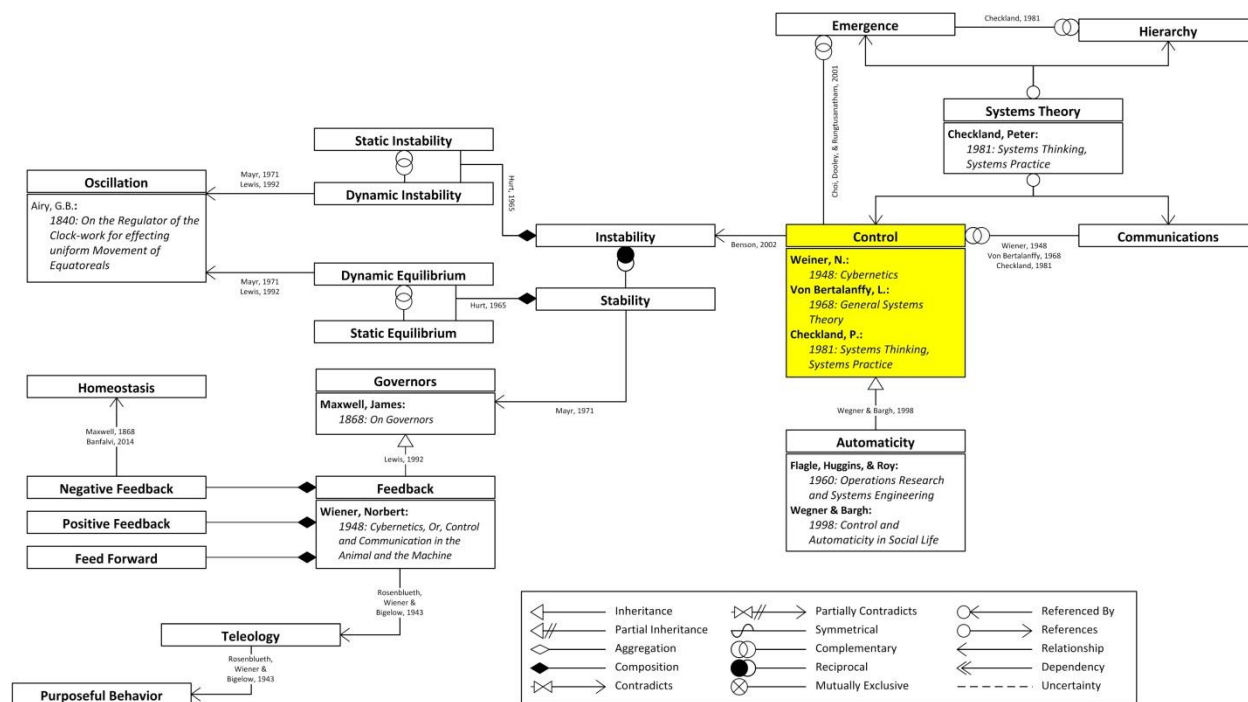 Emergence
Checkland, 1981
Hierarchy
Choi, Dooley, & Rungtusanatham, 2001
Systems Theory
Checkland, Peter:
1981: Systems Thinking,
Systems Practice
Static Instability
Dynamic Instability
Mayr, 1971
Lewis, 1992
Hurt, 1965
Oscillation
Airy, G.B.:
1840: On the Regulator of the
Clock-work for effecting
uniform Movement of
Equatoreals
Instability
Benson, 2002
Control
Weiner, N.:
1948: Cybernetics
Von Bertalanffy, L.:
1968: General Systems
Theory
Checkland, P.:
1981: Systems Thinking,
Systems Practice
Wiener, 1948
Von Bertalanffy, 1968
Checkland, 1981
Communications
Mayr, 1971
Lewis, 1992
Dynamic Equilibrium
Static Equilibrium
Hurt, 1965
Stability
Homeostasis
Maxwell, 1868
Banfalvi, 2014
Governors
Maxwell, James:
1868: On Governors
Mayr, 1971
Lewis, 1992
Wegner & Bargh, 1998
Automaticity
Flagle, Huggins, & Roy:
1960: Operations Research
and Systems Engineering
Wegner & Bargh:
1998: Control and
Automaticity in Social Life
Negative Feedback
Positive Feedback
Feed Forward
Feedback
Wiener, Norbert:
1948: Cybernetics, Or, Control
and Communication in the
Animal and the Machine
Rosenblueth,
Wiener &
Bigelow, 1943
Teleology
Rosenblueth,
Wiener &
Bigelow, 1943
Purposeful Behavior
Inheritance
Partial Inheritance
Aggregation
Composition
Contradicts
Partially Contradicts
Symmetrical
Complementary
Reciprocal
Mutually Exclusive
Referenced By
References
Relationship
Dependency
Uncertainty